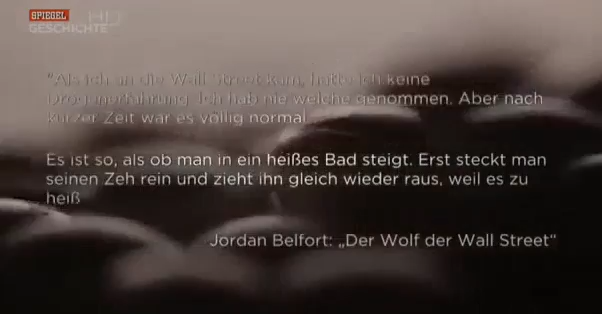 SPIEGEL HD
GESCHICHTE
"Als ich an die Wall Street kam, hatte ich keine
Drogenerfahrung. Ich hab nie welche genommen. Aber nach
kurzer Zeit war es völlig normal
Es ist so, als ob man in ein heißes Bad steigt. Erst steckt man
seinen Zeh rein und zieht ihn gleich wieder raus, weil es zu
heiß
Jordan Belfort: „Der Wolf der Wall Street“